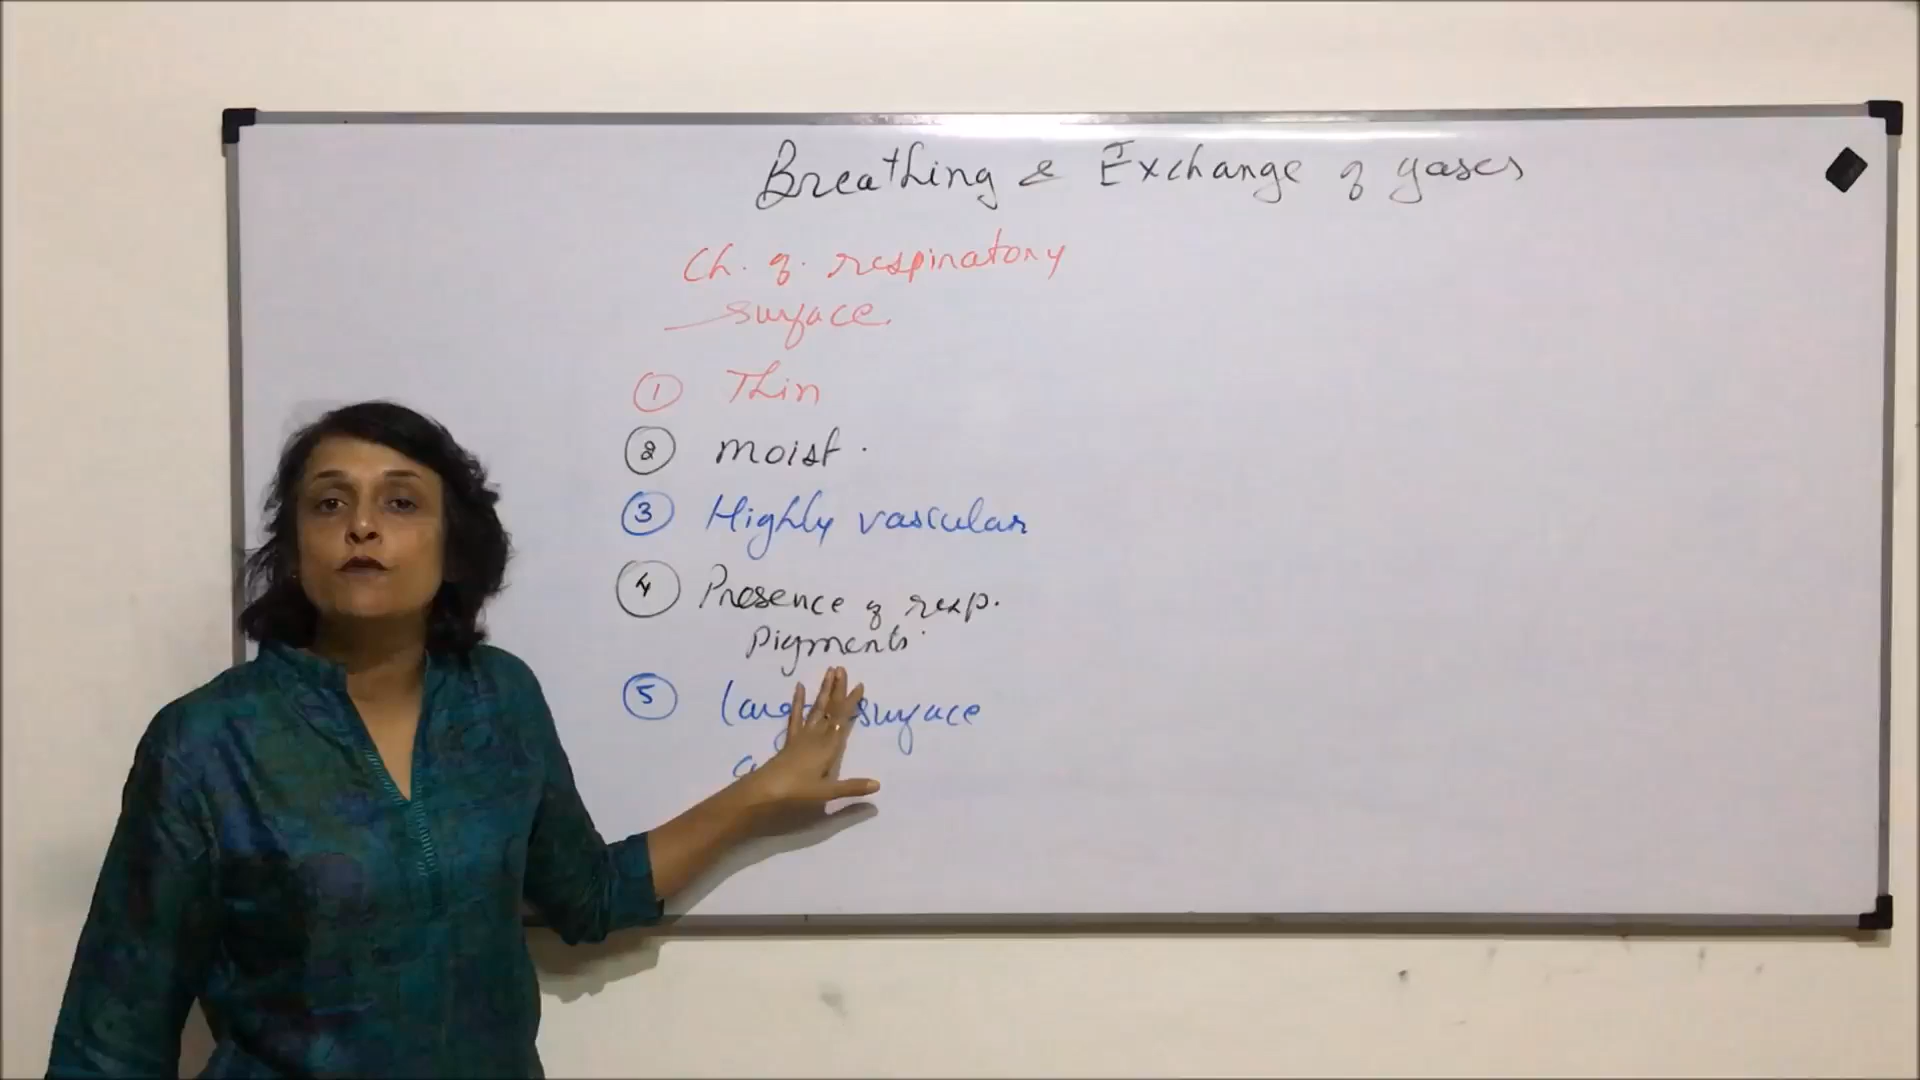 Breathing & Exchange of gases
Ch. of respiratory
surface.
① Thin
② moist.
③ Highly vascular
④ Presence of resp.
Pigments.
⑤ surface